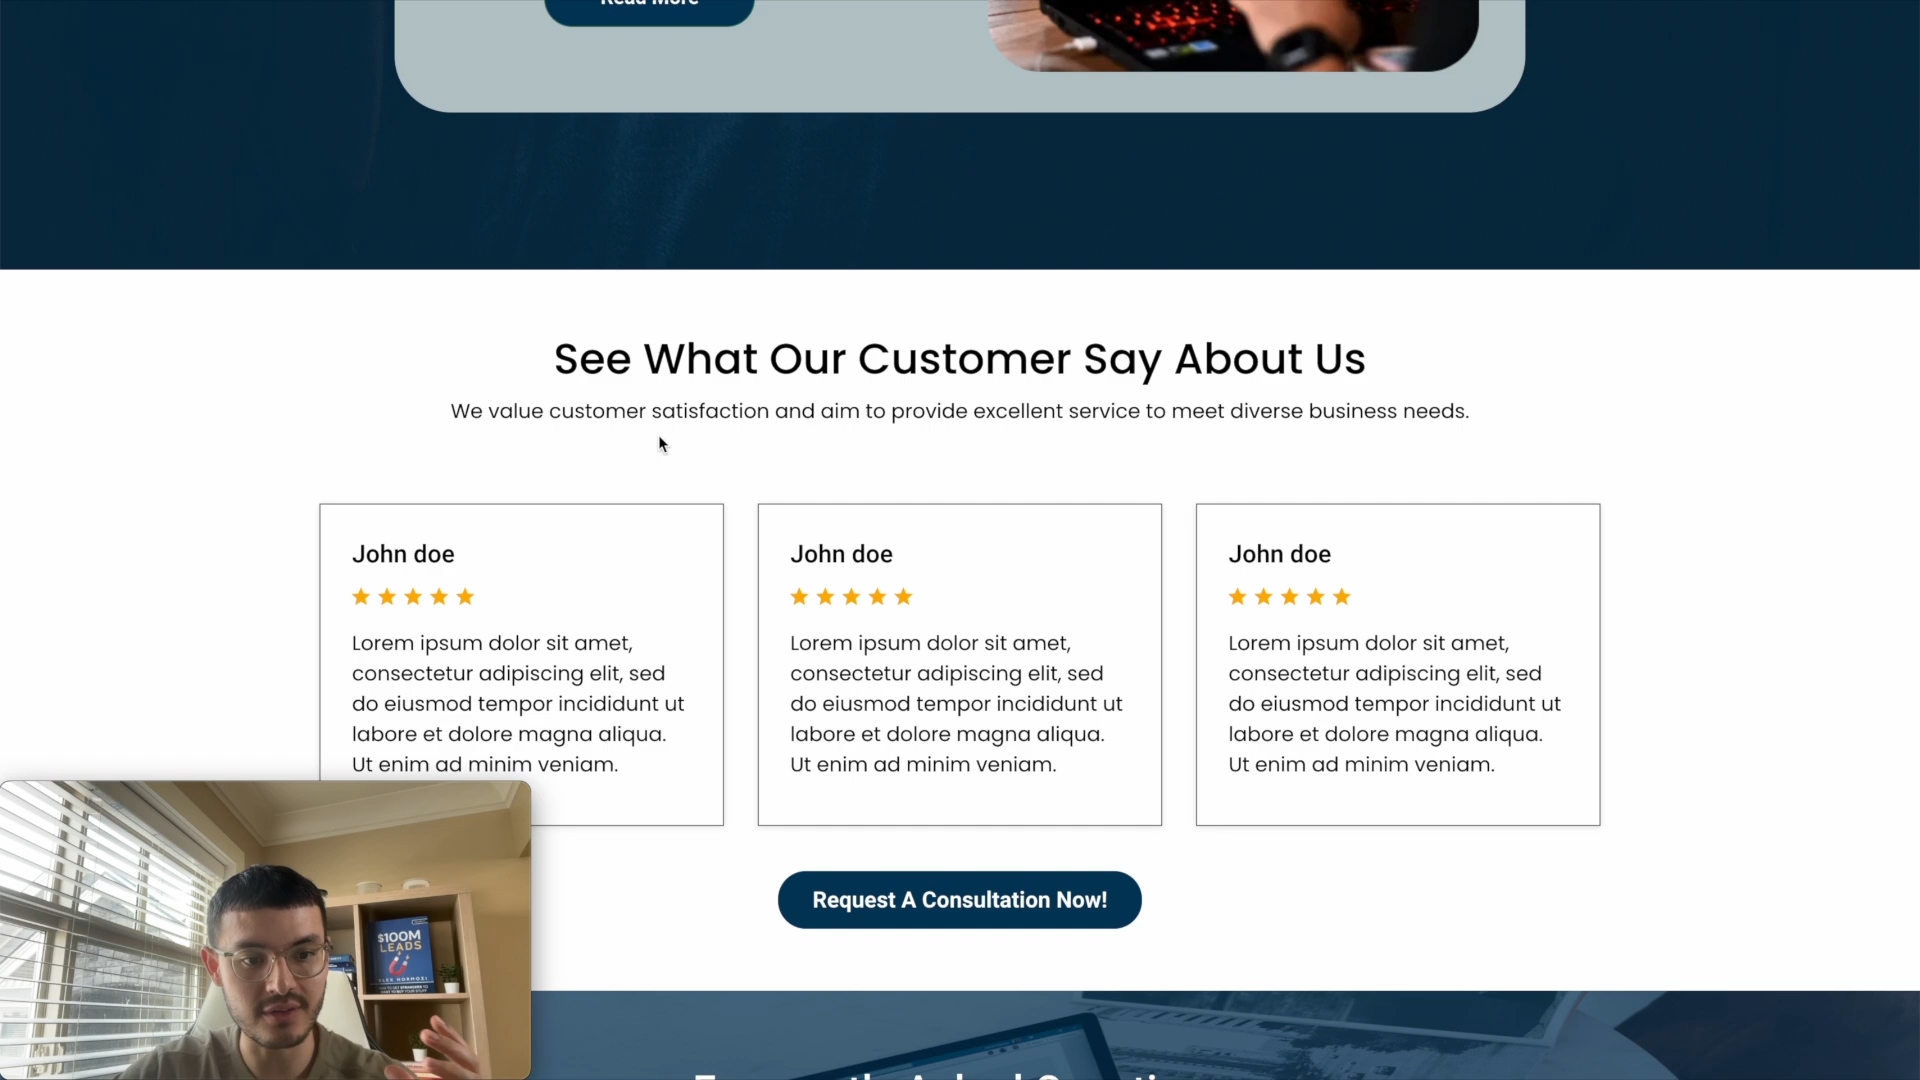 Read More
See What Our Customer Say About Us
We value customer satisfaction and aim to provide excellent service to meet diverse business needs.
John doe
Lorem ipsum dolor sit amet,
consectetur adipiscing elit, sed
do eiusmod tempor incididunt ut
labore et dolore magna aliqua.
Ut enim ad minim veniam.
John doe
Lorem ipsum dolor sit amet,
consectetur adipiscing elit, sed
do eiusmod tempor incididunt ut
labore et dolore magna aliqua.
Ut enim ad minim veniam.
John doe
Lorem ipsum dolor sit amet,
consectetur adipiscing elit, sed
do eiusmod tempor incididunt ut
labore et dolore magna aliqua.
Ut enim ad minim veniam.
Request A Consultation Now!
$100M
LEADS
ALEX HORMOZI